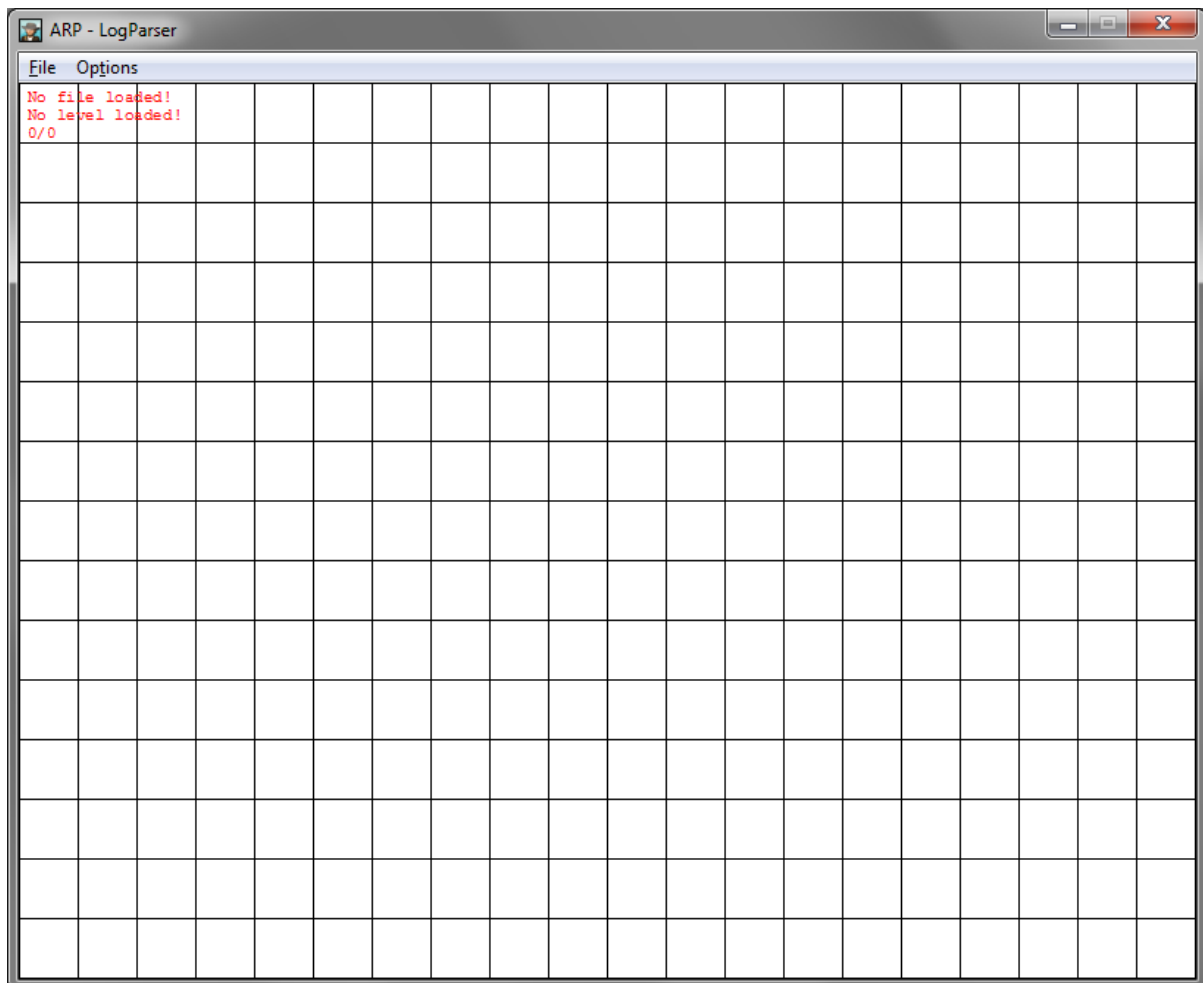 ARP - LogParser
File Options
No file loaded!
No level loaded!
0/0